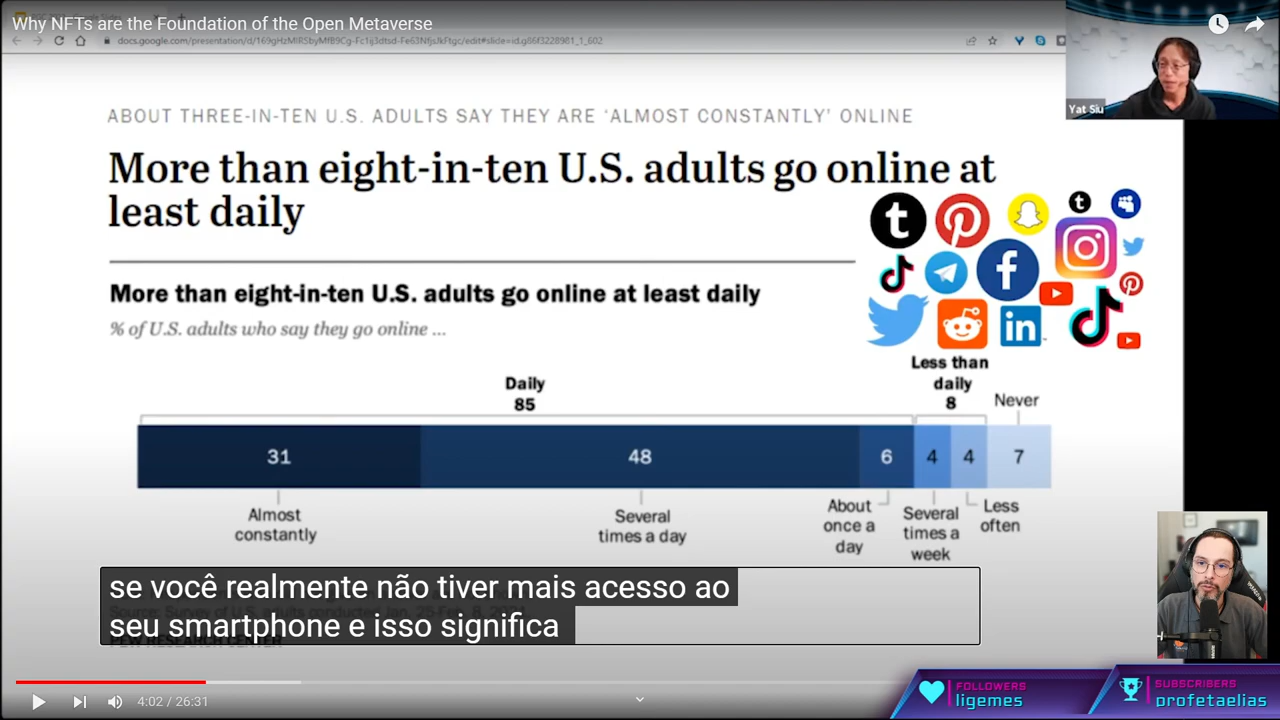 Why NFTs are the Foundation of the Open Metaverse
Yat Siu
ABOUT THREE-IN-TEN U.S. ADULTS SAY THEY ARE ‘ALMOST CONSTANTLY’ ONLINE
More than eight-in-ten U.S. adults go online at
least daily
More than eight-in-ten U.S. adults go online at least daily
% of U.S. adults who say they go online ...
Daily
85
Less than
daily
8
Never
31
48
6
4
4
7
Almost
constantly
Several
times a day
About
once a
day
Several
times a
week
Less
often
se você realmente não tiver mais acesso ao
seu smartphone e isso significa
PEW RESEARCH CENTER
4:02 / 26:31
FOLLOWERS
ligemes
SUBSCRIBERS
profetaelias